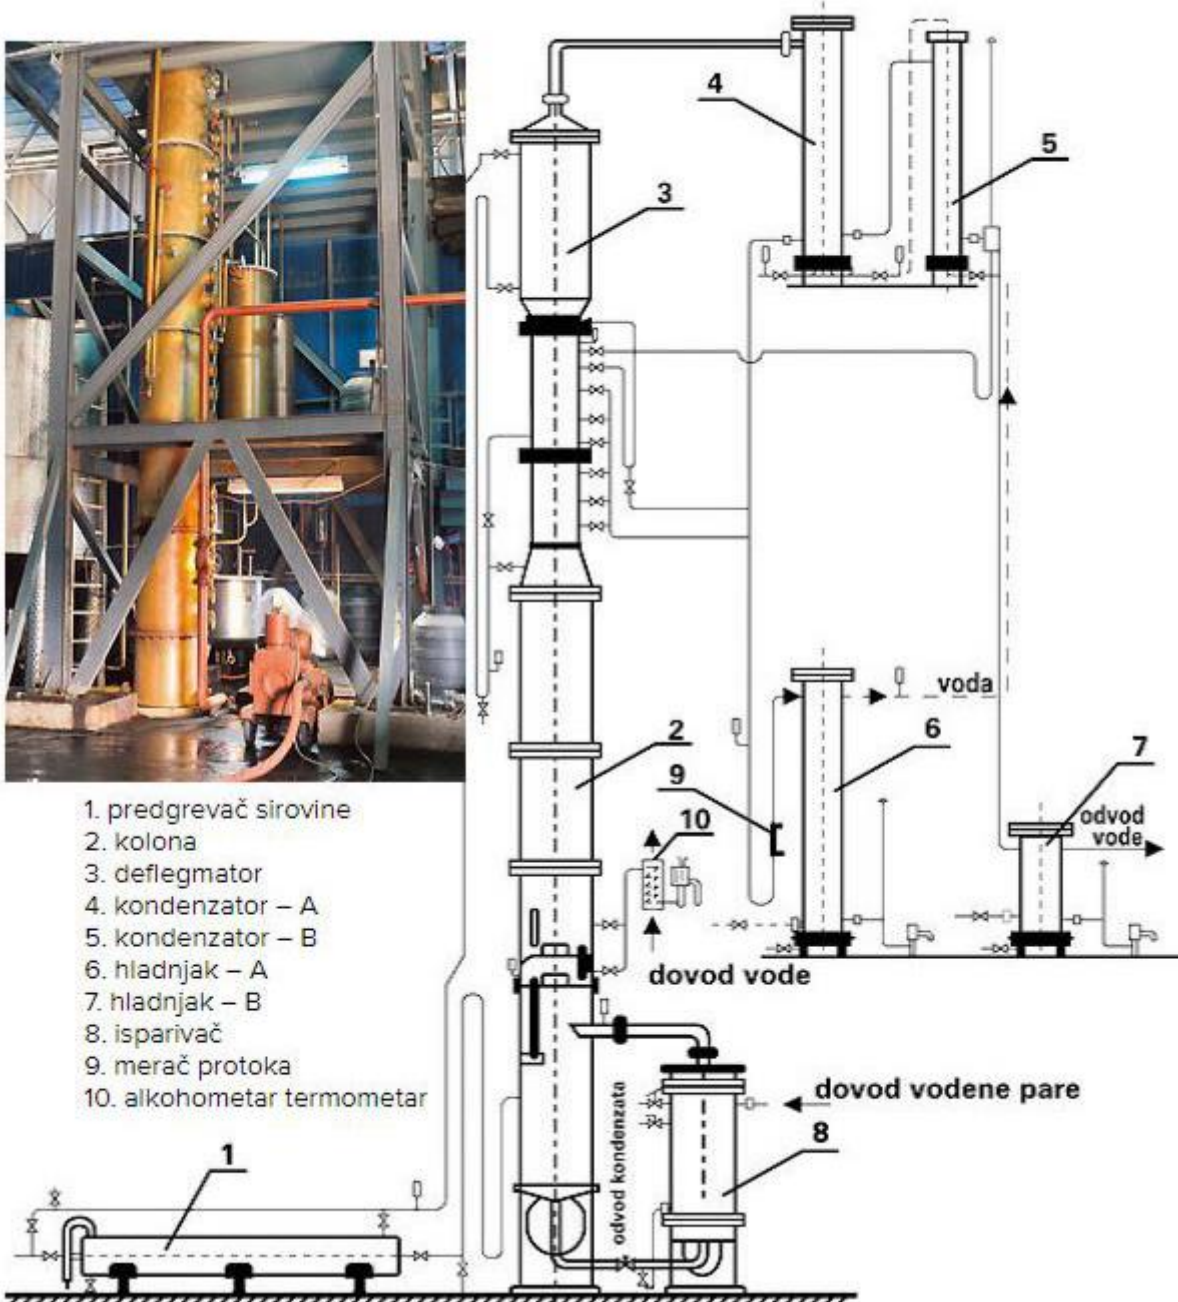 4
5
3
voda
2
6
7
9
10
odvod
vode
1. predgrevač sirovine
2. kolona
3. deflegmator
4. kondenzator – A
5. kondenzator – B
6. hladnjak – A
7. hladnjak – B
8. isparivač
9. merač protoka
10. alkohometar termometar
dovod vode
odvod kondenzata
dovod vodene pare
8
1